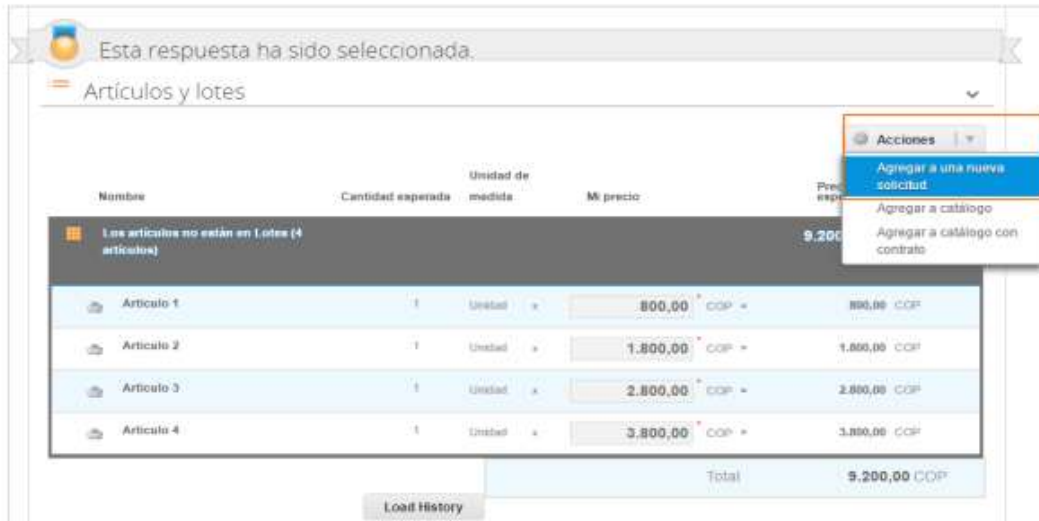 Esta respuesta ha sido seleccionada.
Artículos y lotes
Acciones
Agregar a una nueva
solicitud
Agregar a catálogo
Agregar a catálogo con
contrato
Nombre Cantidad esperada Unidad de
medida Mi precio
Los artículos no están en Lotes (4
artículos) 9.200
Artículo 1 1 Unidad x 800,00 * COP = 800,00 COP
Artículo 2 1 Unidad x 1.800,00 * COP = 1.800,00 COP
Artículo 3 1 Unidad x 2.800,00 * COP = 2.800,00 COP
Artículo 4 1 Unidad x 3.800,00 * COP = 3.800,00 COP
Total 9.200,00 COP
Load History